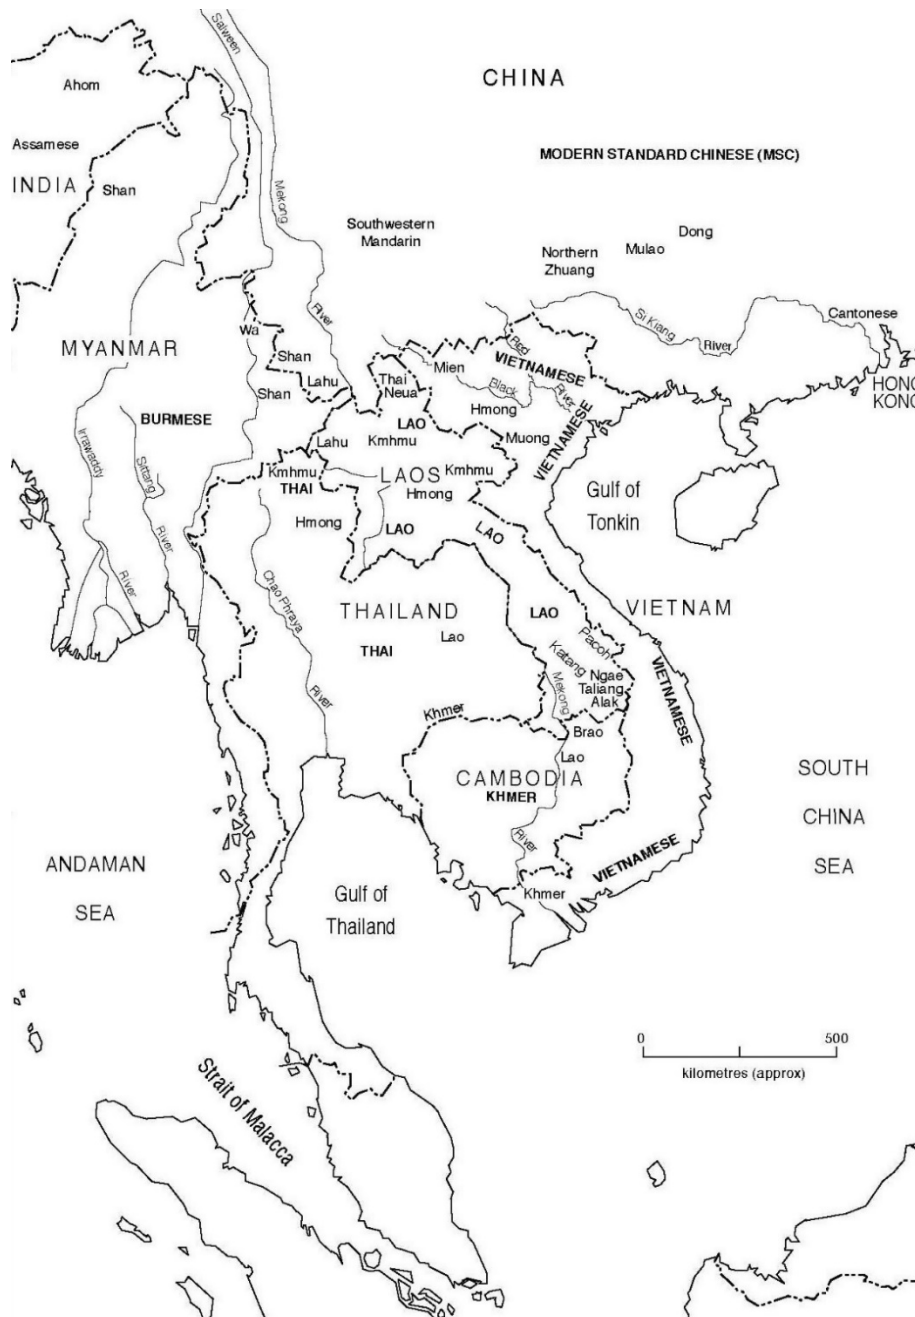 Salween
CHINA
Ahom
Assamese
MODERN STANDARD CHINESE (MSC)
INDIA
Shan
Mekong
Southwestern
Mandarin
Dong
Mulao
Northern
Zhuang
River
Si Kiang
River
Cantonese
Wa
MYANMAR
Shan
Lahu
Shan
Thai
Neua
Mien
Red
VIETNAMESE
Black
River
HONG
KONG
BURMESE
Hmong
LAO
Lahu
Kmhmu
Muong
VIETNAMESE
Irrawaddy
Sittang
Kmhmu
THAI
LAOS
Kmhmu
Hmong
Gulf of
Tonkin
Hmong
LAO
LAO
River
River
Chao Phraya
THAILAND
VIETNAM
LAO
Lao
THAI
Pacoh
Katang
Ngae
Taliang
Alak
Mekong
VIETNAMESE
River
Khmer
Brao
Lao
CAMBODIA
KHMER
SOUTH
CHINA
SEA
River
VIETNAMESE
ANDAMAN
SEA
Khmer
Gulf of
Thailand
0
500
kilometres (approx)
Strait of Malacca